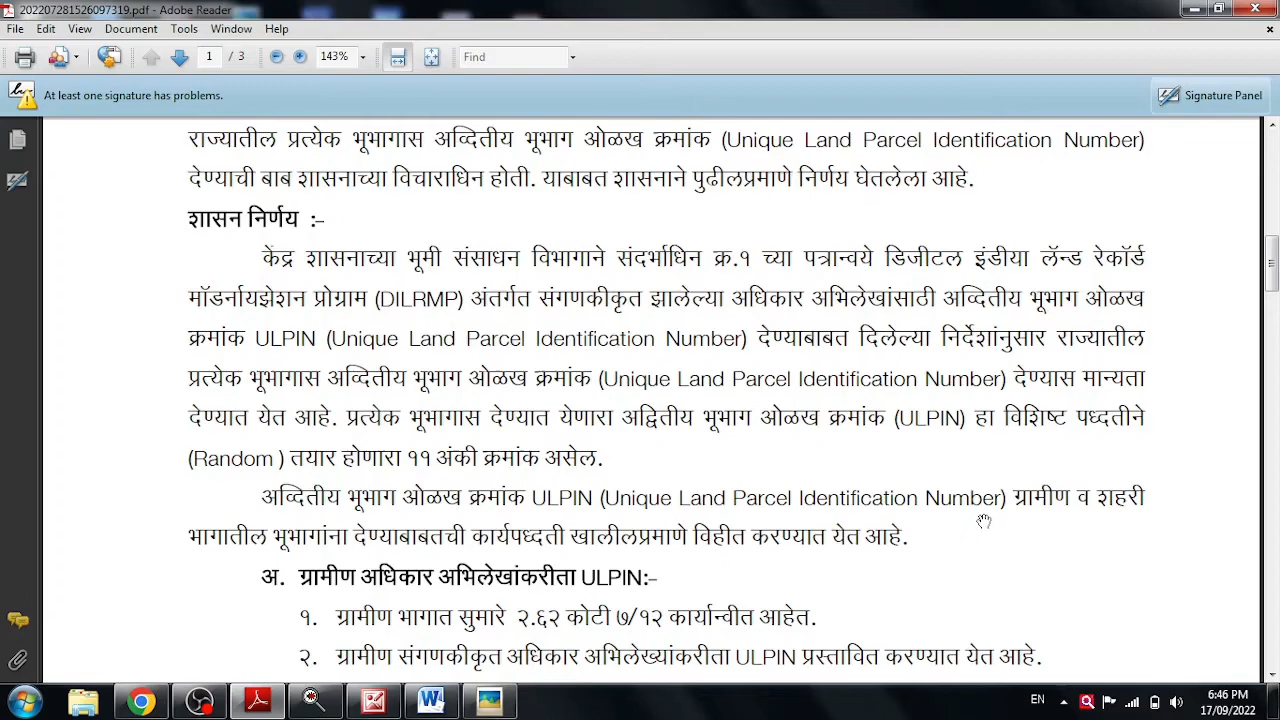 202207281526097319.pdf - Adobe Reader
File Edit View Document Tools Window Help
1 / 3 143% Find
At least one signature has problems. Signature Panel
राज्यातील प्रत्येक भूभागास अव्दितीय भूभाग ओळख क्रमांक (Unique Land Parcel Identification Number)
देण्याची बाब शासनाच्या विचाराधिन होती. याबाबत शासनाने पुढीलप्रमाणे निर्णय घेतलेला आहे.
शासन निर्णय :-
केंद्र शासनाच्या भूमी संसाधन विभागाने संदर्भाधिन क्र.१ च्या पत्रान्वये डिजीटल इंडीया लॅन्ड रेकॉर्ड
मॉडर्नायझेशन प्रोग्राम (DILRMP) अंतर्गत संगणकीकृत झालेल्या अधिकार अभिलेखांसाठी अव्दितीय भूभाग ओळख
क्रमांक ULPIN (Unique Land Parcel Identification Number) देण्याबाबत दिलेल्या निर्देशांनुसार राज्यातील
प्रत्येक भूभागास अव्दितीय भूभाग ओळख क्रमांक (Unique Land Parcel Identification Number) देण्यास मान्यता
देण्यात येत आहे. प्रत्येक भूभागास देण्यात येणारा अद्वितीय भूभाग ओळख क्रमांक (ULPIN) हा विशिष्ट पध्दतीने
(Random ) तयार होणारा ११ अंकी क्रमांक असेल.
अव्दितीय भूभाग ओळख क्रमांक ULPIN (Unique Land Parcel Identification Number) ग्रामीण व शहरी
भागातील भूभागांना देण्याबाबतची कार्यपध्दती खालीलप्रमाणे विहीत करण्यात येत आहे.
अ. ग्रामीण अधिकार अभिलेखांकरीता ULPIN:-
१. ग्रामीण भागात सुमारे २.६२ कोटी ७/१२ कार्यान्वीत आहेत.
२. ग्रामीण संगणकीकृत अधिकार अभिलेख्यांकरीता ULPIN प्रस्तावित करण्यात येत आहे.
EN 6:46 PM
17/09/2022